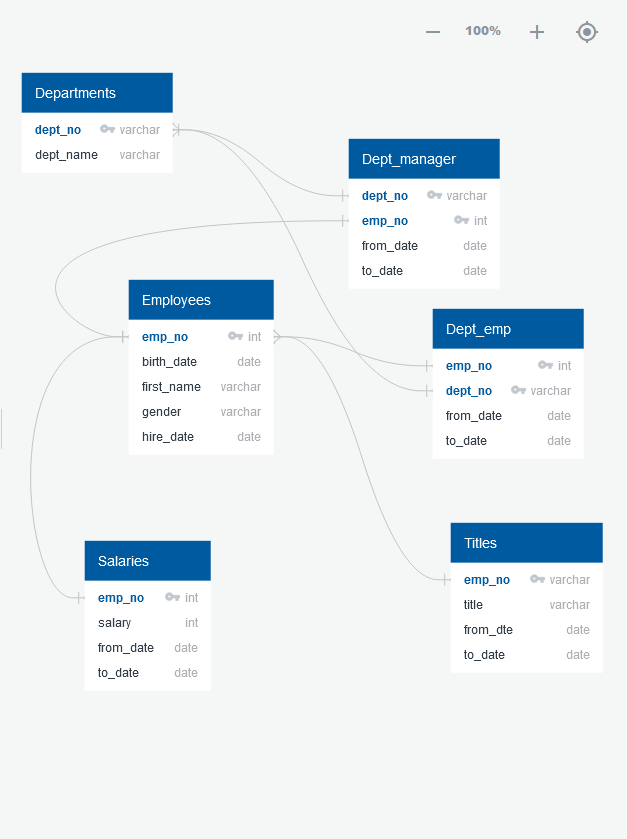 100%
Departments
dept_no varchar
dept_name varchar
Dept_manager
dept_no varchar
emp_no int
from_date date
to_date date
Employees
emp_no int
birth_date date
first_name varchar
gender varchar
hire_date date
Dept_emp
emp_no int
dept_no varchar
from_date date
to_date date
Salaries
emp_no int
salary int
from_date date
to_date date
Titles
emp_no varchar
title varchar
from_dte date
to_date date